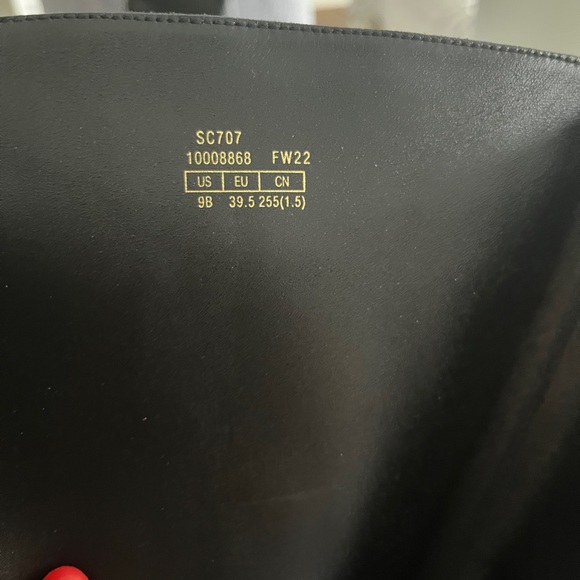 SC707
10008868 FW22
US EU CN
9B 39.5 255(1.5)